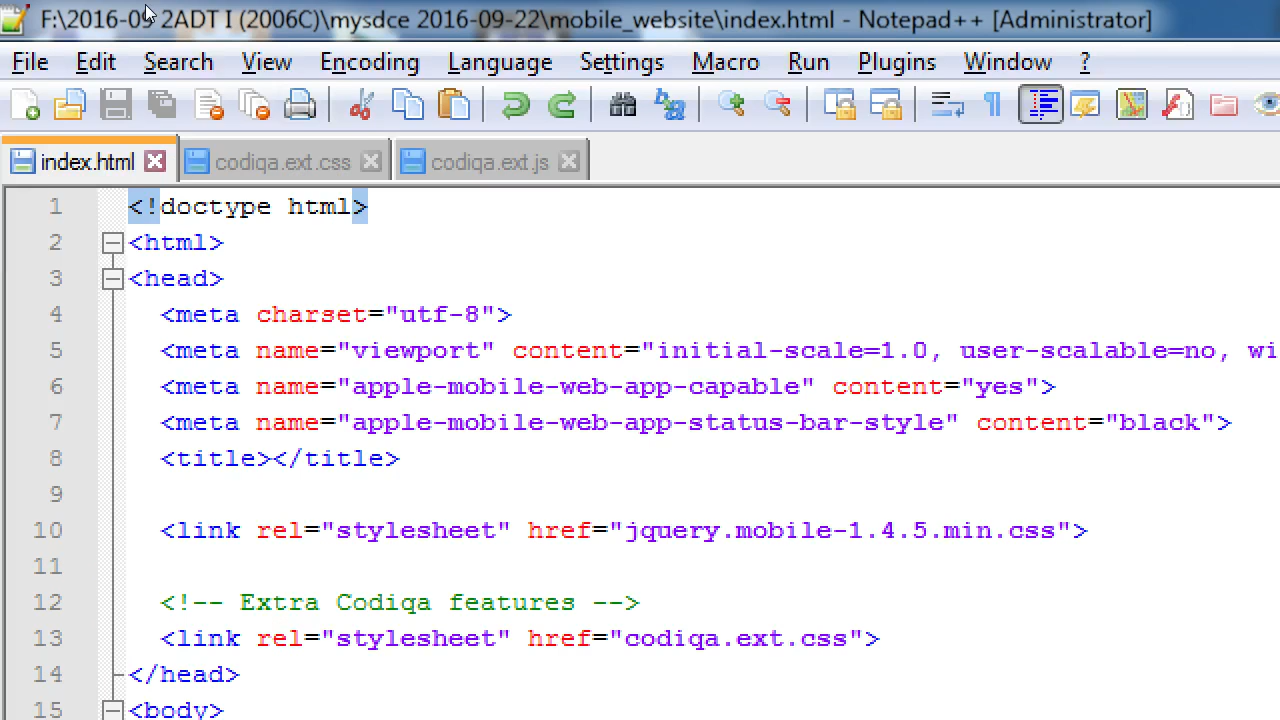 F:\2016-09 2ADT I (2006C)\mysdce 2016-09-22\mobile_website\index.html - Notepad++ [Administrator]
File Edit Search View Encoding Language Settings Macro Run Plugins Window ?
index.html codiqa.ext.css codiqa.ext.js
1 <!doctype html>
2 <html>
3 <head>
4 <meta charset="utf-8">
5 <meta name="viewport" content="initial-scale=1.0, user-scalable=no, wi
6 <meta name="apple-mobile-web-app-capable" content="yes">
7 <meta name="apple-mobile-web-app-status-bar-style" content="black">
8 <title></title>
9
10 <link rel="stylesheet" href="jquery.mobile-1.4.5.min.css">
11
12 <!-- Extra Codiqa features -->
13 <link rel="stylesheet" href="codiqa.ext.css">
14 </head>
15 <body>